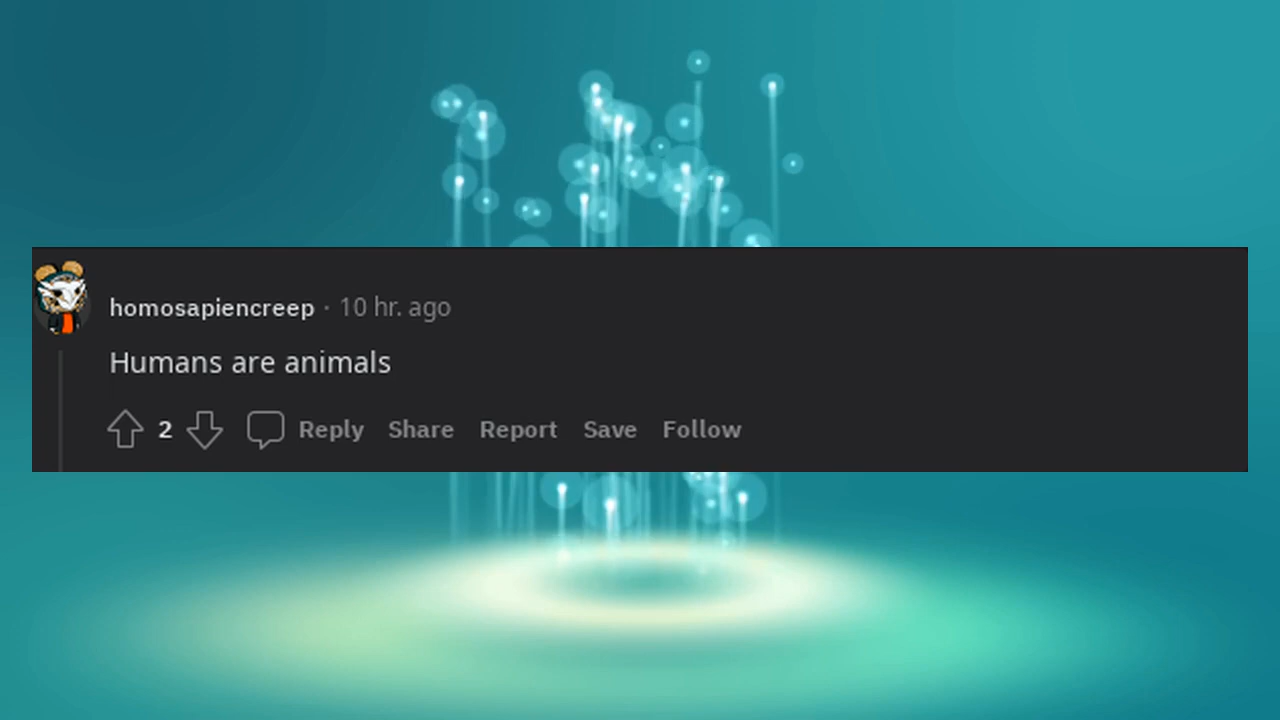 homosapiencreep · 10 hr. ago
Humans are animals
2 Reply Share Report Save Follow